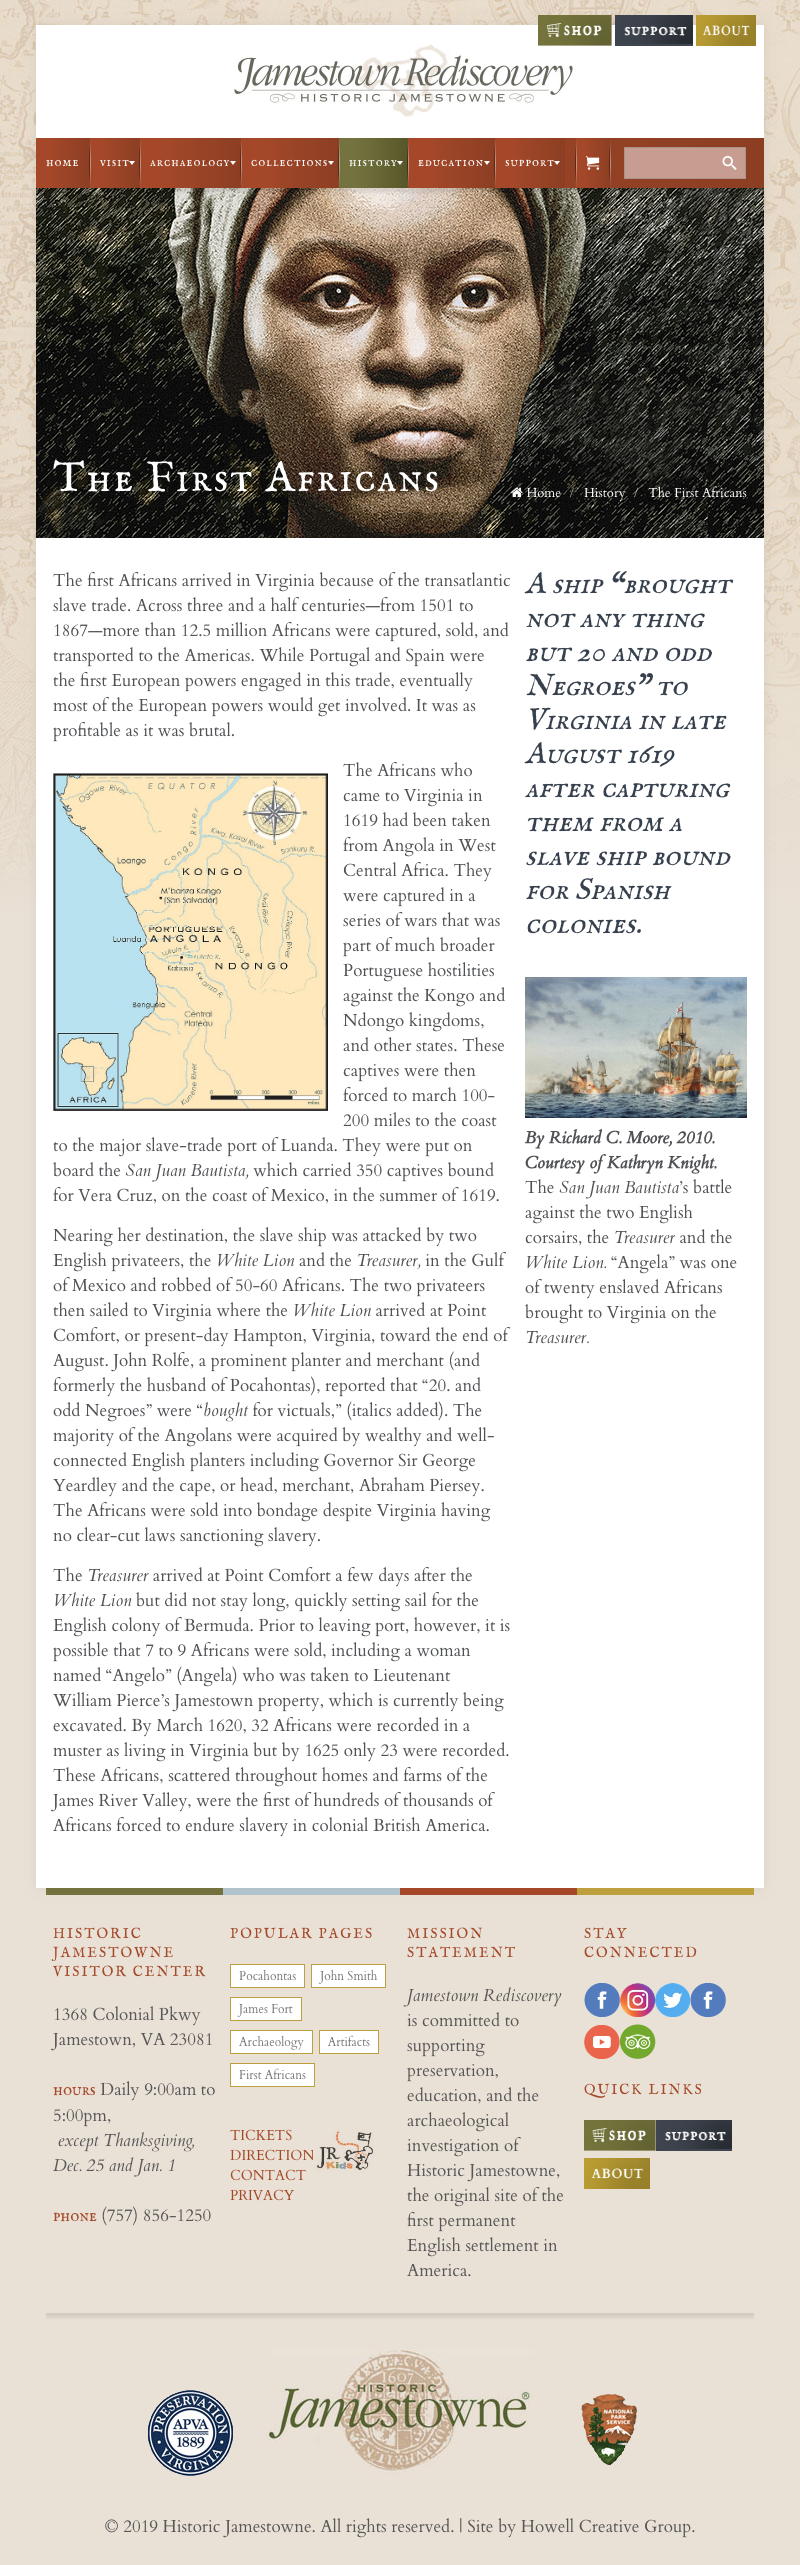 SHOP SUPPORT ABOUT
Jamestown Rediscovery
HISTORIC JAMESTOWNE
HOME VISIT ARCHAEOLOGY COLLECTIONS HISTORY EDUCATION SUPPORT
The First Africans
Home / History / The First Africans
The first Africans arrived in Virginia because of the transatlantic
slave trade. Across three and a half centuries—from 1501 to
1867—more than 12.5 million Africans were captured, sold, and
transported to the Americas. While Portugal and Spain were
the first European powers engaged in this trade, eventually
most of the European powers would get involved. It was as
profitable as it was brutal.
EQUATOR
Ogowe River
Congo River
Kwa, Kasai River
Sankuru R.
Loango
KONGO
M'banza Kongo
(San Salvador)
PORTUGUESE
ANGOLA
Luanda
NDONGO
Kabasa
Benguela
Central
Plateau
Kunene River
AFRICA
The Africans who
came to Virginia in
1619 had been taken
from Angola in West
Central Africa. They
were captured in a
series of wars that was
part of much broader
Portuguese hostilities
against the Kongo and
Ndongo kingdoms,
and other states. These
captives were then
forced to march 100-
200 miles to the coast
to the major slave-trade port of Luanda. They were put on
board the San Juan Bautista, which carried 350 captives bound
for Vera Cruz, on the coast of Mexico, in the summer of 1619.
Nearing her destination, the slave ship was attacked by two
English privateers, the White Lion and the Treasurer, in the Gulf
of Mexico and robbed of 50-60 Africans. The two privateers
then sailed to Virginia where the White Lion arrived at Point
Comfort, or present-day Hampton, Virginia, toward the end of
August. John Rolfe, a prominent planter and merchant (and
formerly the husband of Pocahontas), reported that “20. and
odd Negroes” were “bought for victuals,” (italics added). The
majority of the Angolans were acquired by wealthy and well-
connected English planters including Governor Sir George
Yeardley and the cape, or head, merchant, Abraham Piersey.
The Africans were sold into bondage despite Virginia having
no clear-cut laws sanctioning slavery.
The Treasurer arrived at Point Comfort a few days after the
White Lion but did not stay long, quickly setting sail for the
English colony of Bermuda. Prior to leaving port, however, it is
possible that 7 to 9 Africans were sold, including a woman
named “Angelo” (Angela) who was taken to Lieutenant
William Pierce’s Jamestown property, which is currently being
excavated. By March 1620, 32 Africans were recorded in a
muster as living in Virginia but by 1625 only 23 were recorded.
These Africans, scattered throughout homes and farms of the
James River Valley, were the first of hundreds of thousands of
Africans forced to endure slavery in colonial British America.
A ship “brought
not any thing
but 20 and odd
Negroes” to
Virginia in late
August 1619
after capturing
them from a
slave ship bound
for Spanish
colonies.
By Richard C. Moore, 2010.
Courtesy of Kathryn Knight.
The San Juan Bautista’s battle
against the two English
corsairs, the Treasurer and the
White Lion. “Angela” was one
of twenty enslaved Africans
brought to Virginia on the
Treasurer.
HISTORIC
JAMESTOWNE
VISITOR CENTER
1368 Colonial Pkwy
Jamestown, VA 23081
HOURS Daily 9:00am to
5:00pm,
except Thanksgiving,
Dec. 25 and Jan. 1
PHONE (757) 856-1250
POPULAR PAGES
Pocahontas John Smith
James Fort
Archaeology Artifacts
First Africans
TICKETS
DIRECTION
CONTACT
PRIVACY
JR
Kids
MISSION
STATEMENT
Jamestown Rediscovery
is committed to
supporting
preservation,
education, and the
archaeological
investigation of
Historic Jamestowne,
the original site of the
first permanent
English settlement in
America.
STAY
CONNECTED
QUICK LINKS
SHOP SUPPORT
ABOUT
PRESERVATION
APVA
1889
VIRGINIA
1607
HISTORIC
Jamestowne®
NATIONAL
PARK
SERVICE
© 2019 Historic Jamestowne. All rights reserved. | Site by Howell Creative Group.